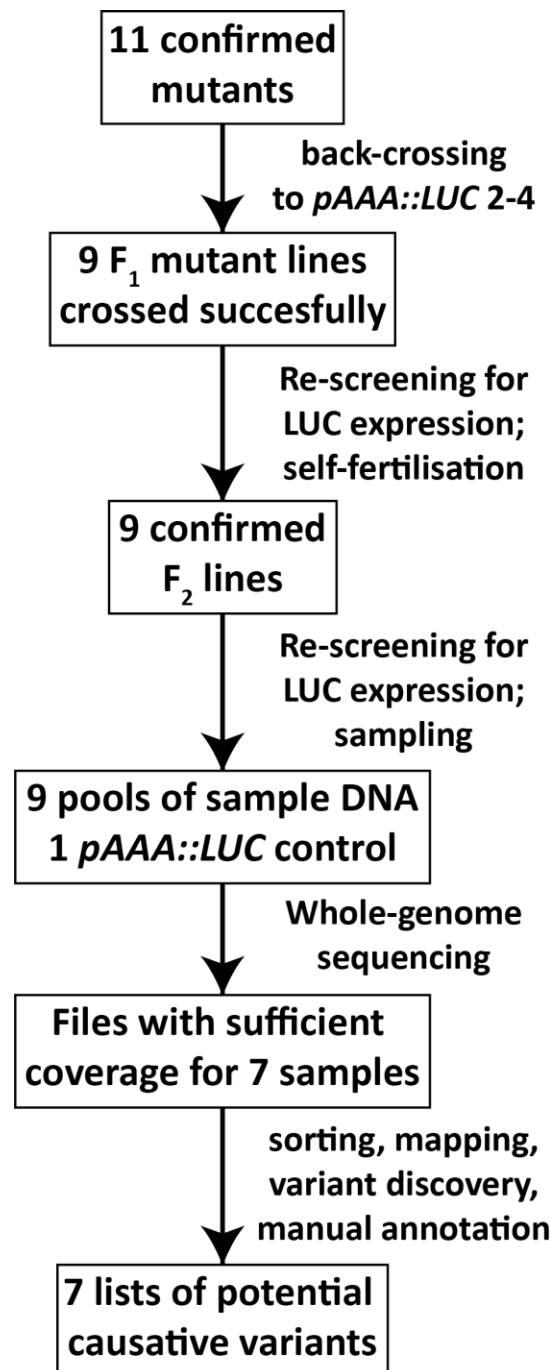 11 confirmed
mutants
back-crossing
to pAAA::LUC 2-4
9 F₁ mutant lines
crossed succesfully
Re-screening for
LUC expression;
self-fertilisation
9 confirmed
F₂ lines
Re-screening for
LUC expression;
sampling
9 pools of sample DNA
1 pAAA::LUC control
Whole-genome
sequencing
Files with sufficient
coverage for 7 samples
sorting, mapping,
variant discovery,
manual annotation
7 lists of potential
causative variants